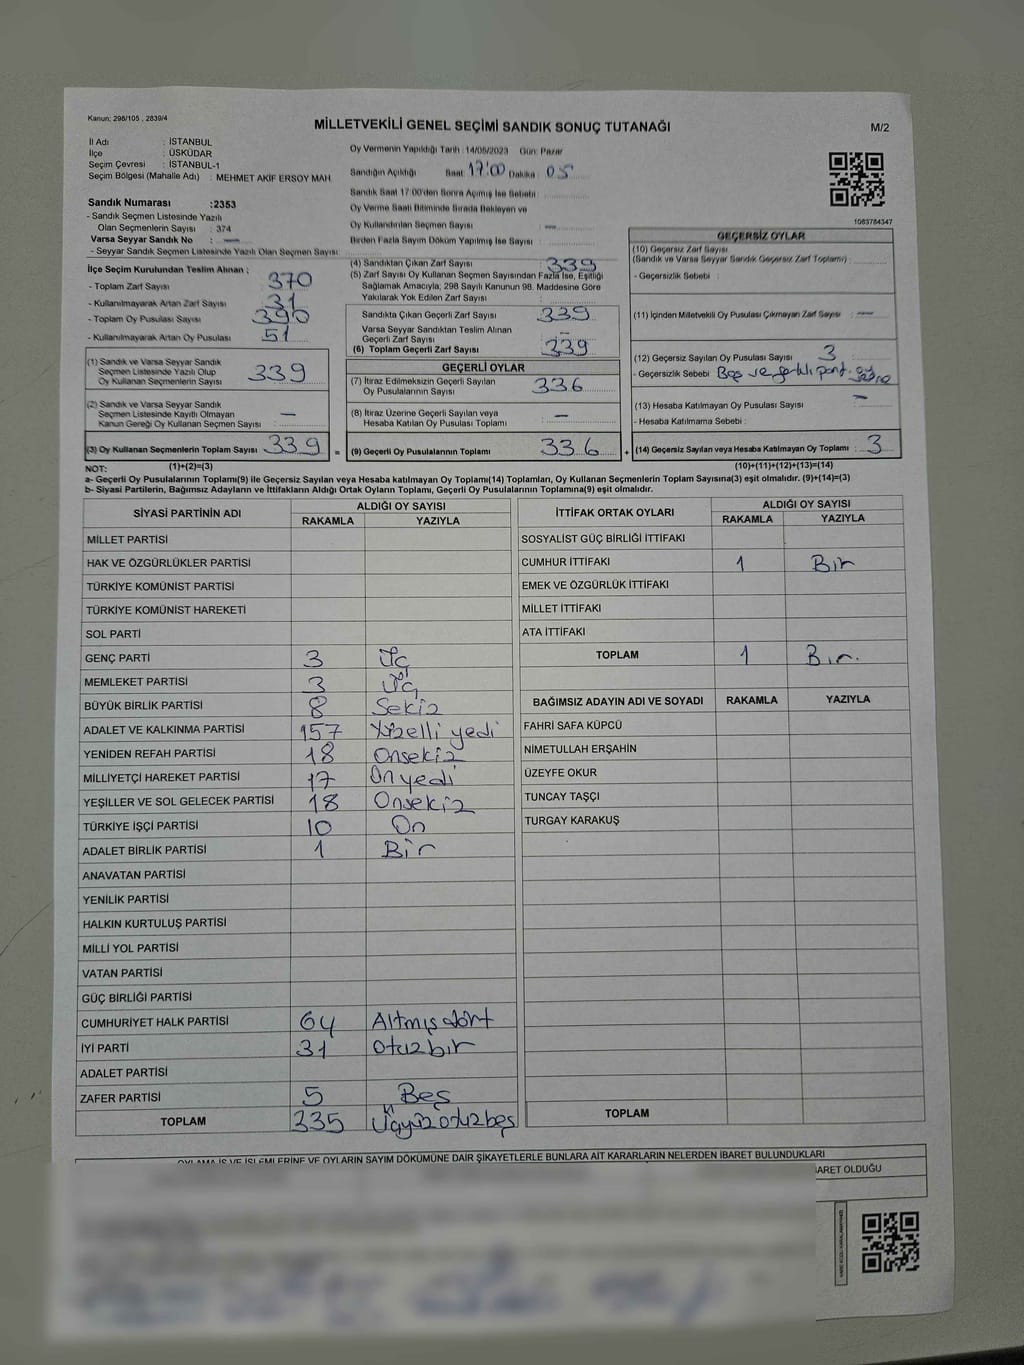 Kanun: 298/105 , 2839/4
MİLLETVEKİLİ GENEL SEÇİMİ SANDIK SONUÇ TUTANAĞI
M/2
İl Adı : İSTANBUL
İlçe : ÜSKÜDAR
Seçim Çevresi : İSTANBUL-1
Seçim Bölgesi (Mahalle Adı) : MEHMET AKİF ERSOY MAH.
Sandık Numarası :2353
- Sandık Seçmen Listesinde Yazılı
Olan Seçmenlerin Sayısı : 374
Varsa Seyyar Sandık No : —
- Seyyar Sandık Seçmen Listesinde Yazılı Olan Seçmen Sayısı :
İlçe Seçim Kurulundan Teslim Alınan ;
- Toplam Zarf Sayısı : 370
- Kullanılmayarak Artan Zarf Sayısı : 31
- Toplam Oy Pusulası Sayısı : 390
- Kullanılmayarak Artan Oy Pusulası : 51
Oy Vermenin Yapıldığı Tarih :14/05/2023 Gün: Pazar
Sandığın Açıldığı Saat: 17:00 Dakika : 05
Sandık Saat 17:00'den Sonra Açılmış İse Sebebi :
Oy Verme Saati Bitiminde Sırada Bekleyen ve
Oy Kullandırılan Seçmen Sayısı : —
Birden Fazla Sayım Döküm Yapılmış İse Sayısı :
(4) Sandıktan Çıkan Zarf Sayısı : 339
(5) Zarf Sayısı Oy Kullanan Seçmen Sayısından Fazla İse, Eşitliği
Sağlamak Amacıyla, 298 Sayılı Kanunun 98. Maddesine Göre
Yakılarak Yok Edilen Zarf Sayısı :
Sandıkta Çıkan Geçerli Zarf Sayısı : 339
Varsa Seyyar Sandıktan Teslim Alınan
Geçerli Zarf Sayısı : —
(6) Toplam Geçerli Zarf Sayısı : 339
1083784347
GEÇERSİZ OYLAR
(10) Geçersiz Zarf Sayısı
(Sandık ve Varsa Seyyar Sandık Geçersiz Zarf Toplamı) :
- Geçersizlik Sebebi :
(11) İçinden Milletvekili Oy Pusulası Çıkmayan Zarf Sayısı : —
(12) Geçersiz Sayılan Oy Pusulası Sayısı : 3
- Geçersizlik Sebebi : Boş ve farklı
(13) Hesaba Katılmayan Oy Pusulası Sayısı : —
- Hesaba Katılmama Sebebi :
(14) Geçersiz Sayılan veya Hesaba Katılmayan Oy Toplamı : 3
(1) Sandık ve Varsa Seyyar Sandık
Seçmen Listesinde Yazılı Olup
Oy Kullanan Seçmenlerin Sayısı : 339
(2) Sandık ve Varsa Seyyar Sandık
Seçmen Listesinde Kayıtlı Olmayan
Kanun Gereği Oy Kullanan Seçmen Sayısı : —
(3) Oy Kullanan Seçmenlerin Toplam Sayısı : 339 =
GEÇERLİ OYLAR
(7) İtiraz Edilmeksizin Geçerli Sayılan
Oy Pusulalarının Sayısı : 336
(8) İtiraz Üzerine Geçerli Sayılan veya
Hesaba Katılan Oy Pusulası Toplamı : —
(9) Geçerli Oy Pusulalarının Toplamı : 336 +
NOT: (1)+(2)=(3) (10)+(11)+(12)+(13)=(14)
a- Geçerli Oy Pusulalarının Toplamı(9) ile Geçersiz Sayılan veya Hesaba katılmayan Oy Toplamı(14) Toplamları, Oy Kullanan Seçmenlerin Toplam Sayısına(3) eşit olmalıdır. (9)+(14)=(3)
b- Siyasi Partilerin, Bağımsız Adayların ve İttifakların Aldığı Oyların Toplamı, Geçerli Oy Pusulalarının Toplamına(9) eşit olmalıdır.
SİYASİ PARTİNİN ADI ALDIĞI OY SAYISI
RAKAMLA YAZIYLA
MİLLET PARTİSİ
HAK VE ÖZGÜRLÜKLER PARTİSİ
TÜRKİYE KOMÜNİST PARTİSİ
TÜRKİYE KOMÜNİST HAREKETİ
SOL PARTİ
GENÇ PARTİ 3 Üç
MEMLEKET PARTİSİ 3 Üç
BÜYÜK BİRLİK PARTİSİ 8 Sekiz
ADALET VE KALKINMA PARTİSİ 157 Yüzelli yedi
YENİDEN REFAH PARTİSİ 18 Onsekiz
MİLLİYETÇİ HAREKET PARTİSİ 17 On yedi
YEŞİLLER VE SOL GELECEK PARTİSİ 18 Onsekiz
TÜRKİYE İŞÇİ PARTİSİ 10 On
ADALET BİRLİK PARTİSİ 1 Bir
ANAVATAN PARTİSİ
YENİLİK PARTİSİ
HALKIN KURTULUŞ PARTİSİ
MİLLİ YOL PARTİSİ
VATAN PARTİSİ
GÜÇ BİRLİĞİ PARTİSİ
CUMHURİYET HALK PARTİSİ 64 Altmış dört
İYİ PARTİ 31 Otuzbir
ADALET PARTİSİ
ZAFER PARTİSİ 5 Beş
TOPLAM 335 Üçyüz otuz beş
İTTİFAK ORTAK OYLARI ALDIĞI OY SAYISI
RAKAMLA YAZIYLA
SOSYALİST GÜÇ BİRLİĞİ İTTİFAKI
CUMHUR İTTİFAKI 1 Bir
EMEK VE ÖZGÜRLÜK İTTİFAKI
MİLLET İTTİFAKI
ATA İTTİFAKI
TOPLAM 1 Bir.
BAĞIMSIZ ADAYIN ADI VE SOYADI RAKAMLA YAZIYLA
FAHRİ SAFA KÜPCÜ
NİMETULLAH ERŞAHİN
ÜZEYFE OKUR
TUNCAY TAŞÇI
TURGAY KARAKUŞ
TOPLAM
OYLAMA İŞ VE İŞLEMLERİNE VE OYLARIN SAYIM DÖKÜMÜNE DAİR ŞİKAYETLERLE BUNLARA AİT KARARLARIN NELERDEN İBARET BULUNDUKLARI
BARET OLDUĞU